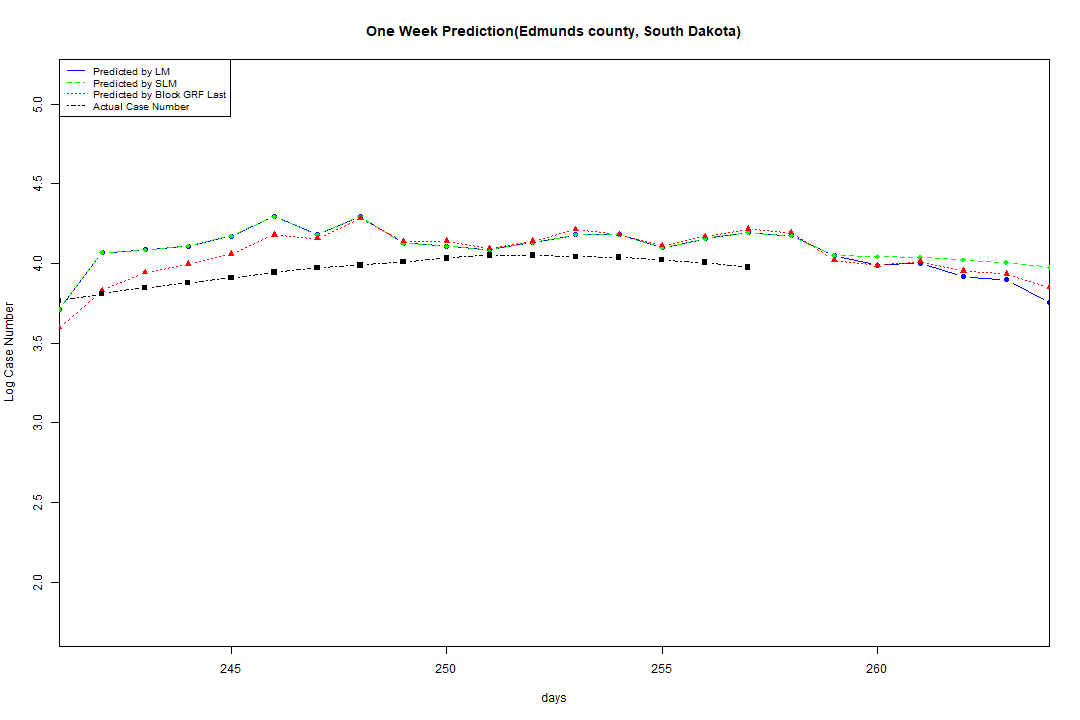 One Week Prediction(Edmunds county, South Dakota)
Predicted by LM
Predicted by SLM
Predicted by Block GRF Last
Actual Case Number
5.0
4.5
4.0
3.5
3.0
2.5
2.0
Log Case Number
245 250 255 260
days